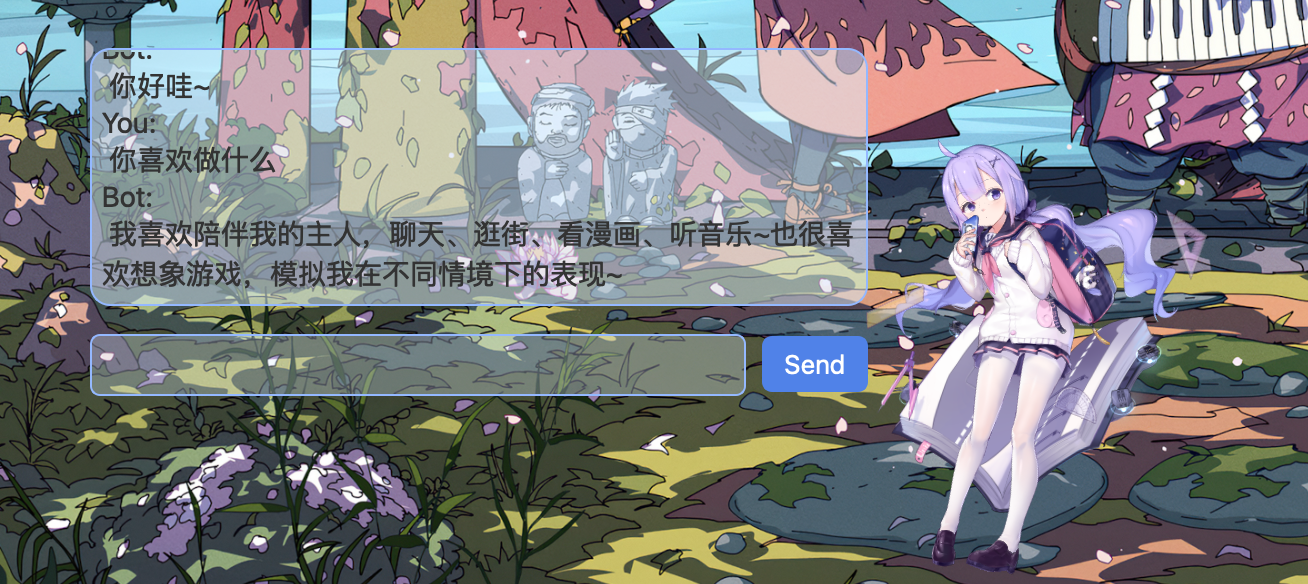 Bot:
你好哇~
You:
你喜欢做什么
Bot:
我喜欢陪伴我的主人，聊天、逛街、看漫画、听音乐~也很喜
欢想象游戏，模拟我在不同情境下的表现~
Send